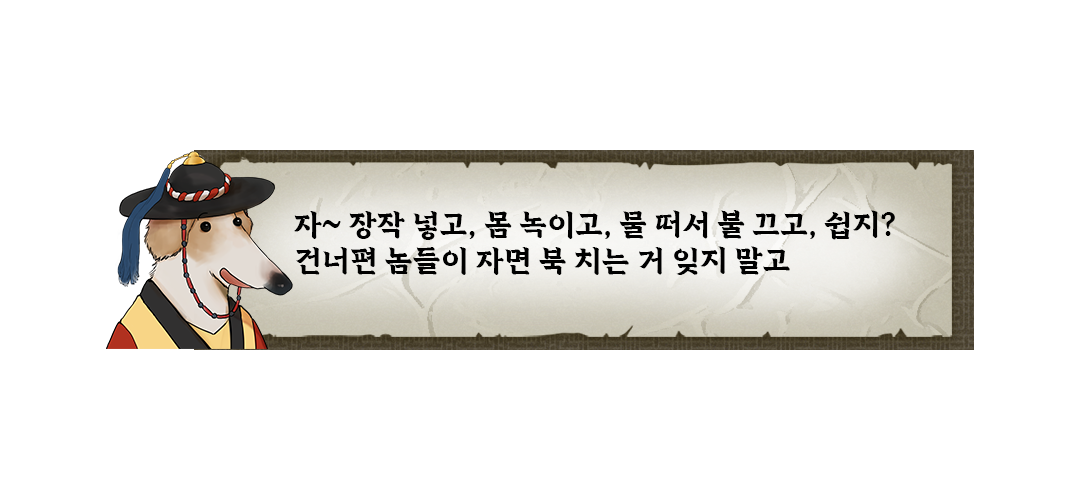 자~ 장작 넣고, 몸 녹이고, 물 떠서 불 끄고, 쉽지?
건너편 놈들이 자면 북 치는 거 잊지 말고